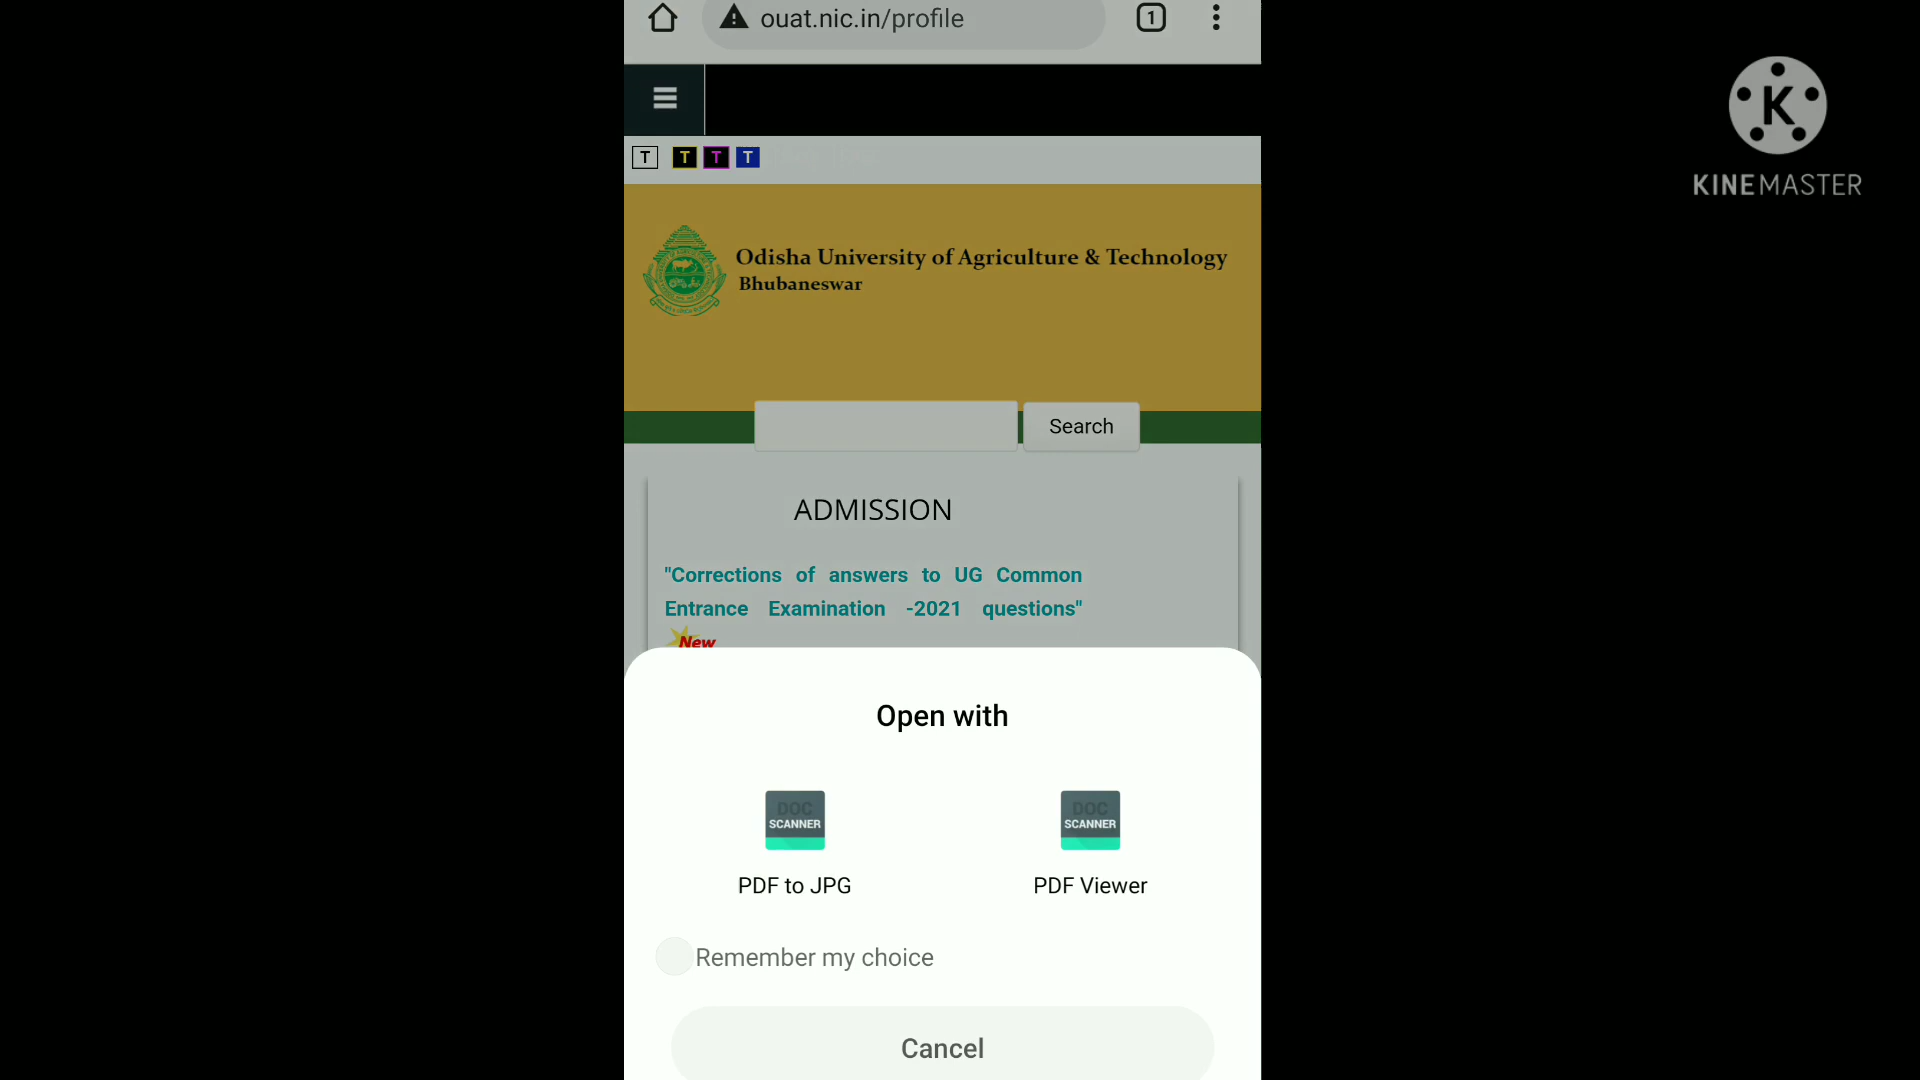 ouat.nic.in/profile
1
T T T T
Odisha University of Agriculture & Technology
Bhubaneswar
Search
ADMISSION
"Corrections of answers to UG Common
Entrance Examination -2021 questions"
New
Open with
DOC
SCANNER
PDF to JPG
DOC
SCANNER
PDF Viewer
Remember my choice
Cancel
K
KINEMASTER